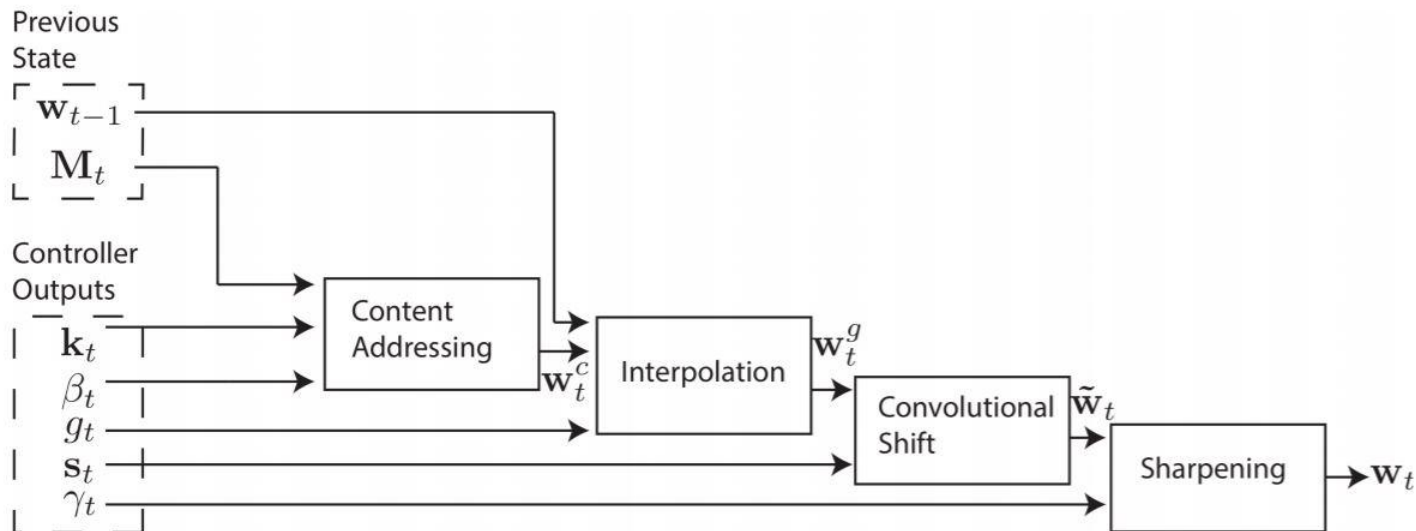 Previous
State
w_{t−1}
M_t
Controller
Outputs
k_t
β_t
g_t
s_t
γ_t
Content
Addressing
w_t^c
Interpolation
w_t^g
Convolutional
Shift
w̃_t
Sharpening
w_t